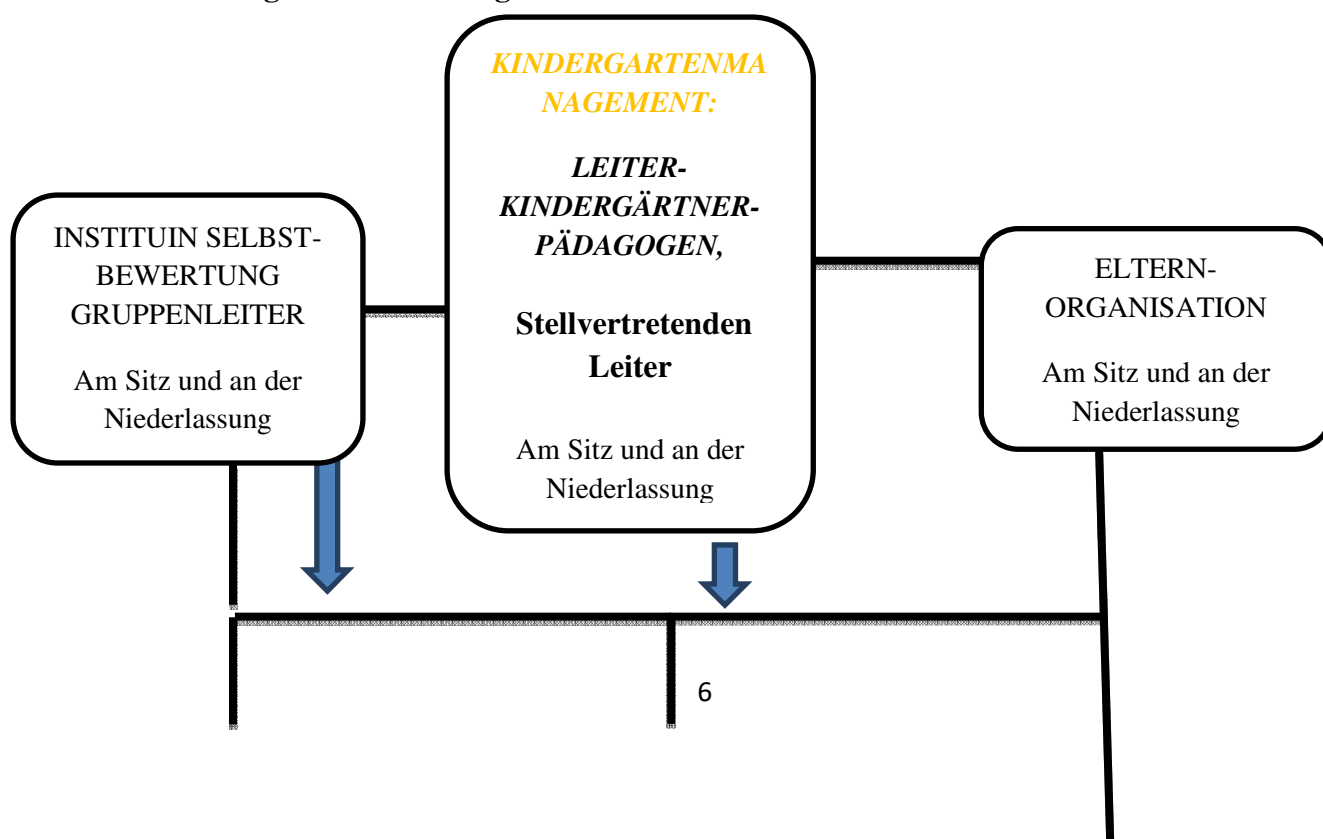 KINDERGARTENMA
NAGEMENT:
LEITER-
KINDERGÄRTNER-
PÄDAGOGEN,
Stellvertretenden
Leiter
Am Sitz und an der
Niederlassung
INSTITUIN SELBST-
BEWERTUNG
GRUPPENLEITER
Am Sitz und an der
Niederlassung
ELTERN-
ORGANISATION
Am Sitz und an der
Niederlassung
6